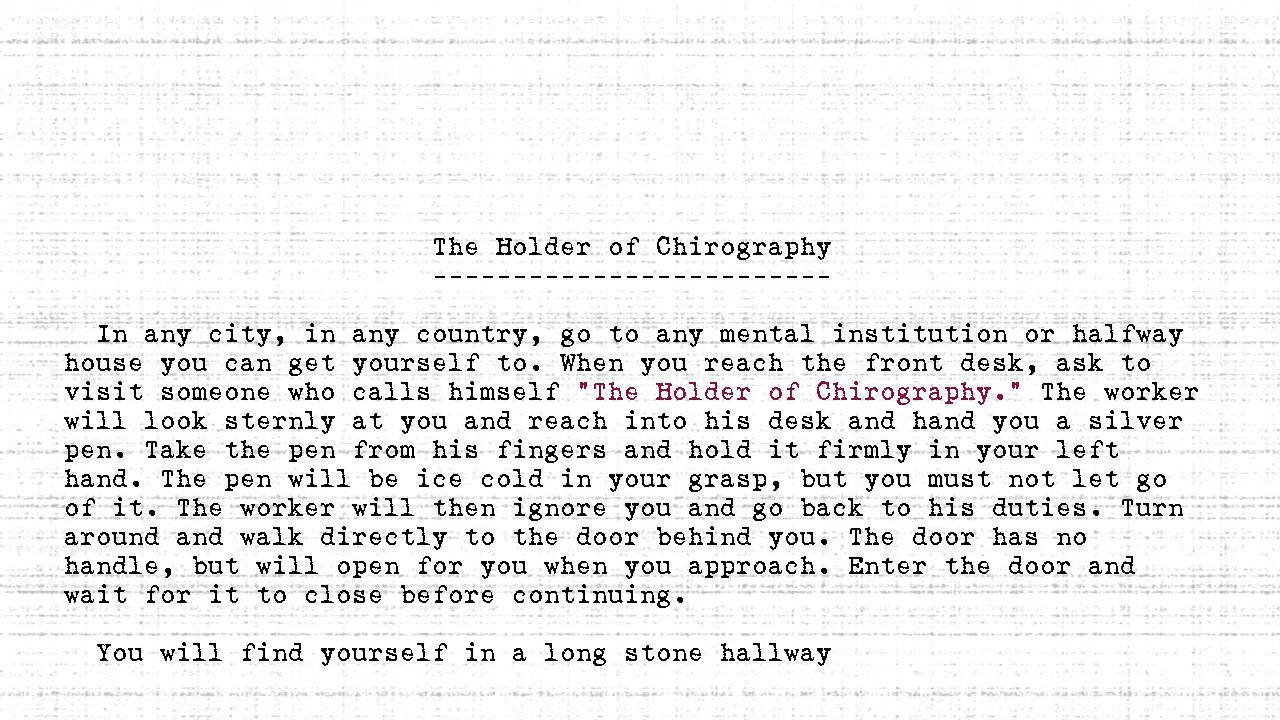 The Holder of Chirography
-------------------------
In any city, in any country, go to any mental institution or halfway
house you can get yourself to. When you reach the front desk, ask to
visit someone who calls himself "The Holder of Chirography." The worker
will look sternly at you and reach into his desk and hand you a silver
pen. Take the pen from his fingers and hold it firmly in your left
hand. The pen will be ice cold in your grasp, but you must not let go
of it. The worker will then ignore you and go back to his duties. Turn
around and walk directly to the door behind you. The door has no
handle, but will open for you when you approach. Enter the door and
wait for it to close before continuing.
You will find yourself in a long stone hallway